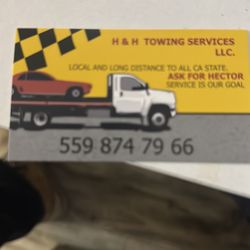 H & H TOWING SERVICES
LLC.
LOCAL AND LONG DISTANCE TO ALL CA STATE.
ASK FOR HECTOR
SERVICE IS OUR GOAL
559 874 79 66